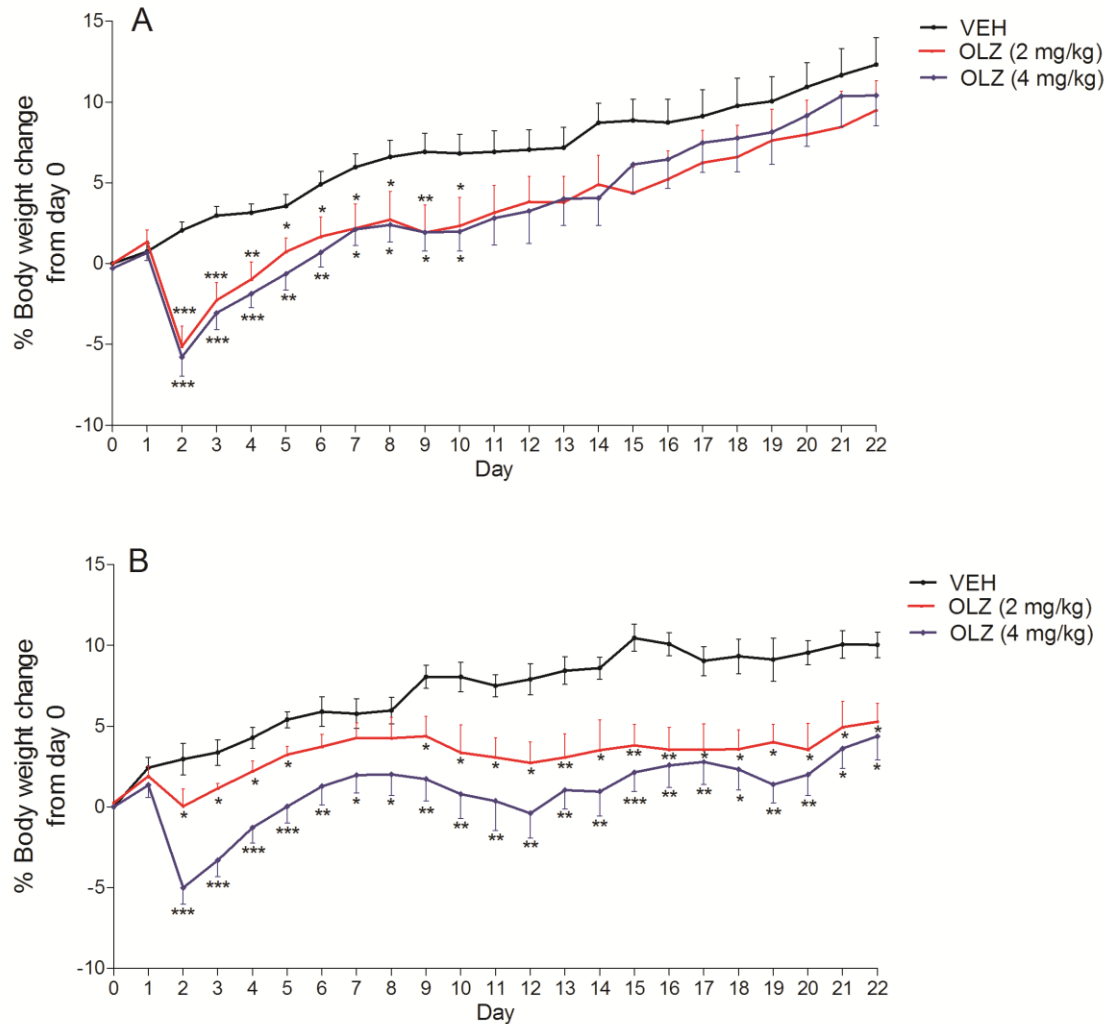 A
15
10
5
0
-5
-10
% Body weight change
from day 0
VEH
OLZ (2 mg/kg)
OLZ (4 mg/kg)
*** *** ** * * * * ** *
*** *** *** ** ** * * * *
0 1 2 3 4 5 6 7 8 9 10 11 12 13 14 15 16 17 18 19 20 21 22
Day
B
15
10
5
0
-5
-10
% Body weight change
from day 0
VEH
OLZ (2 mg/kg)
OLZ (4 mg/kg)
* * * * * * * * ** * ** * * * * * * *
*** *** *** *** ** * * ** ** ** ** ** ** *** ** ** * ** ** * *
0 1 2 3 4 5 6 7 8 9 10 11 12 13 14 15 16 17 18 19 20 21 22
Day